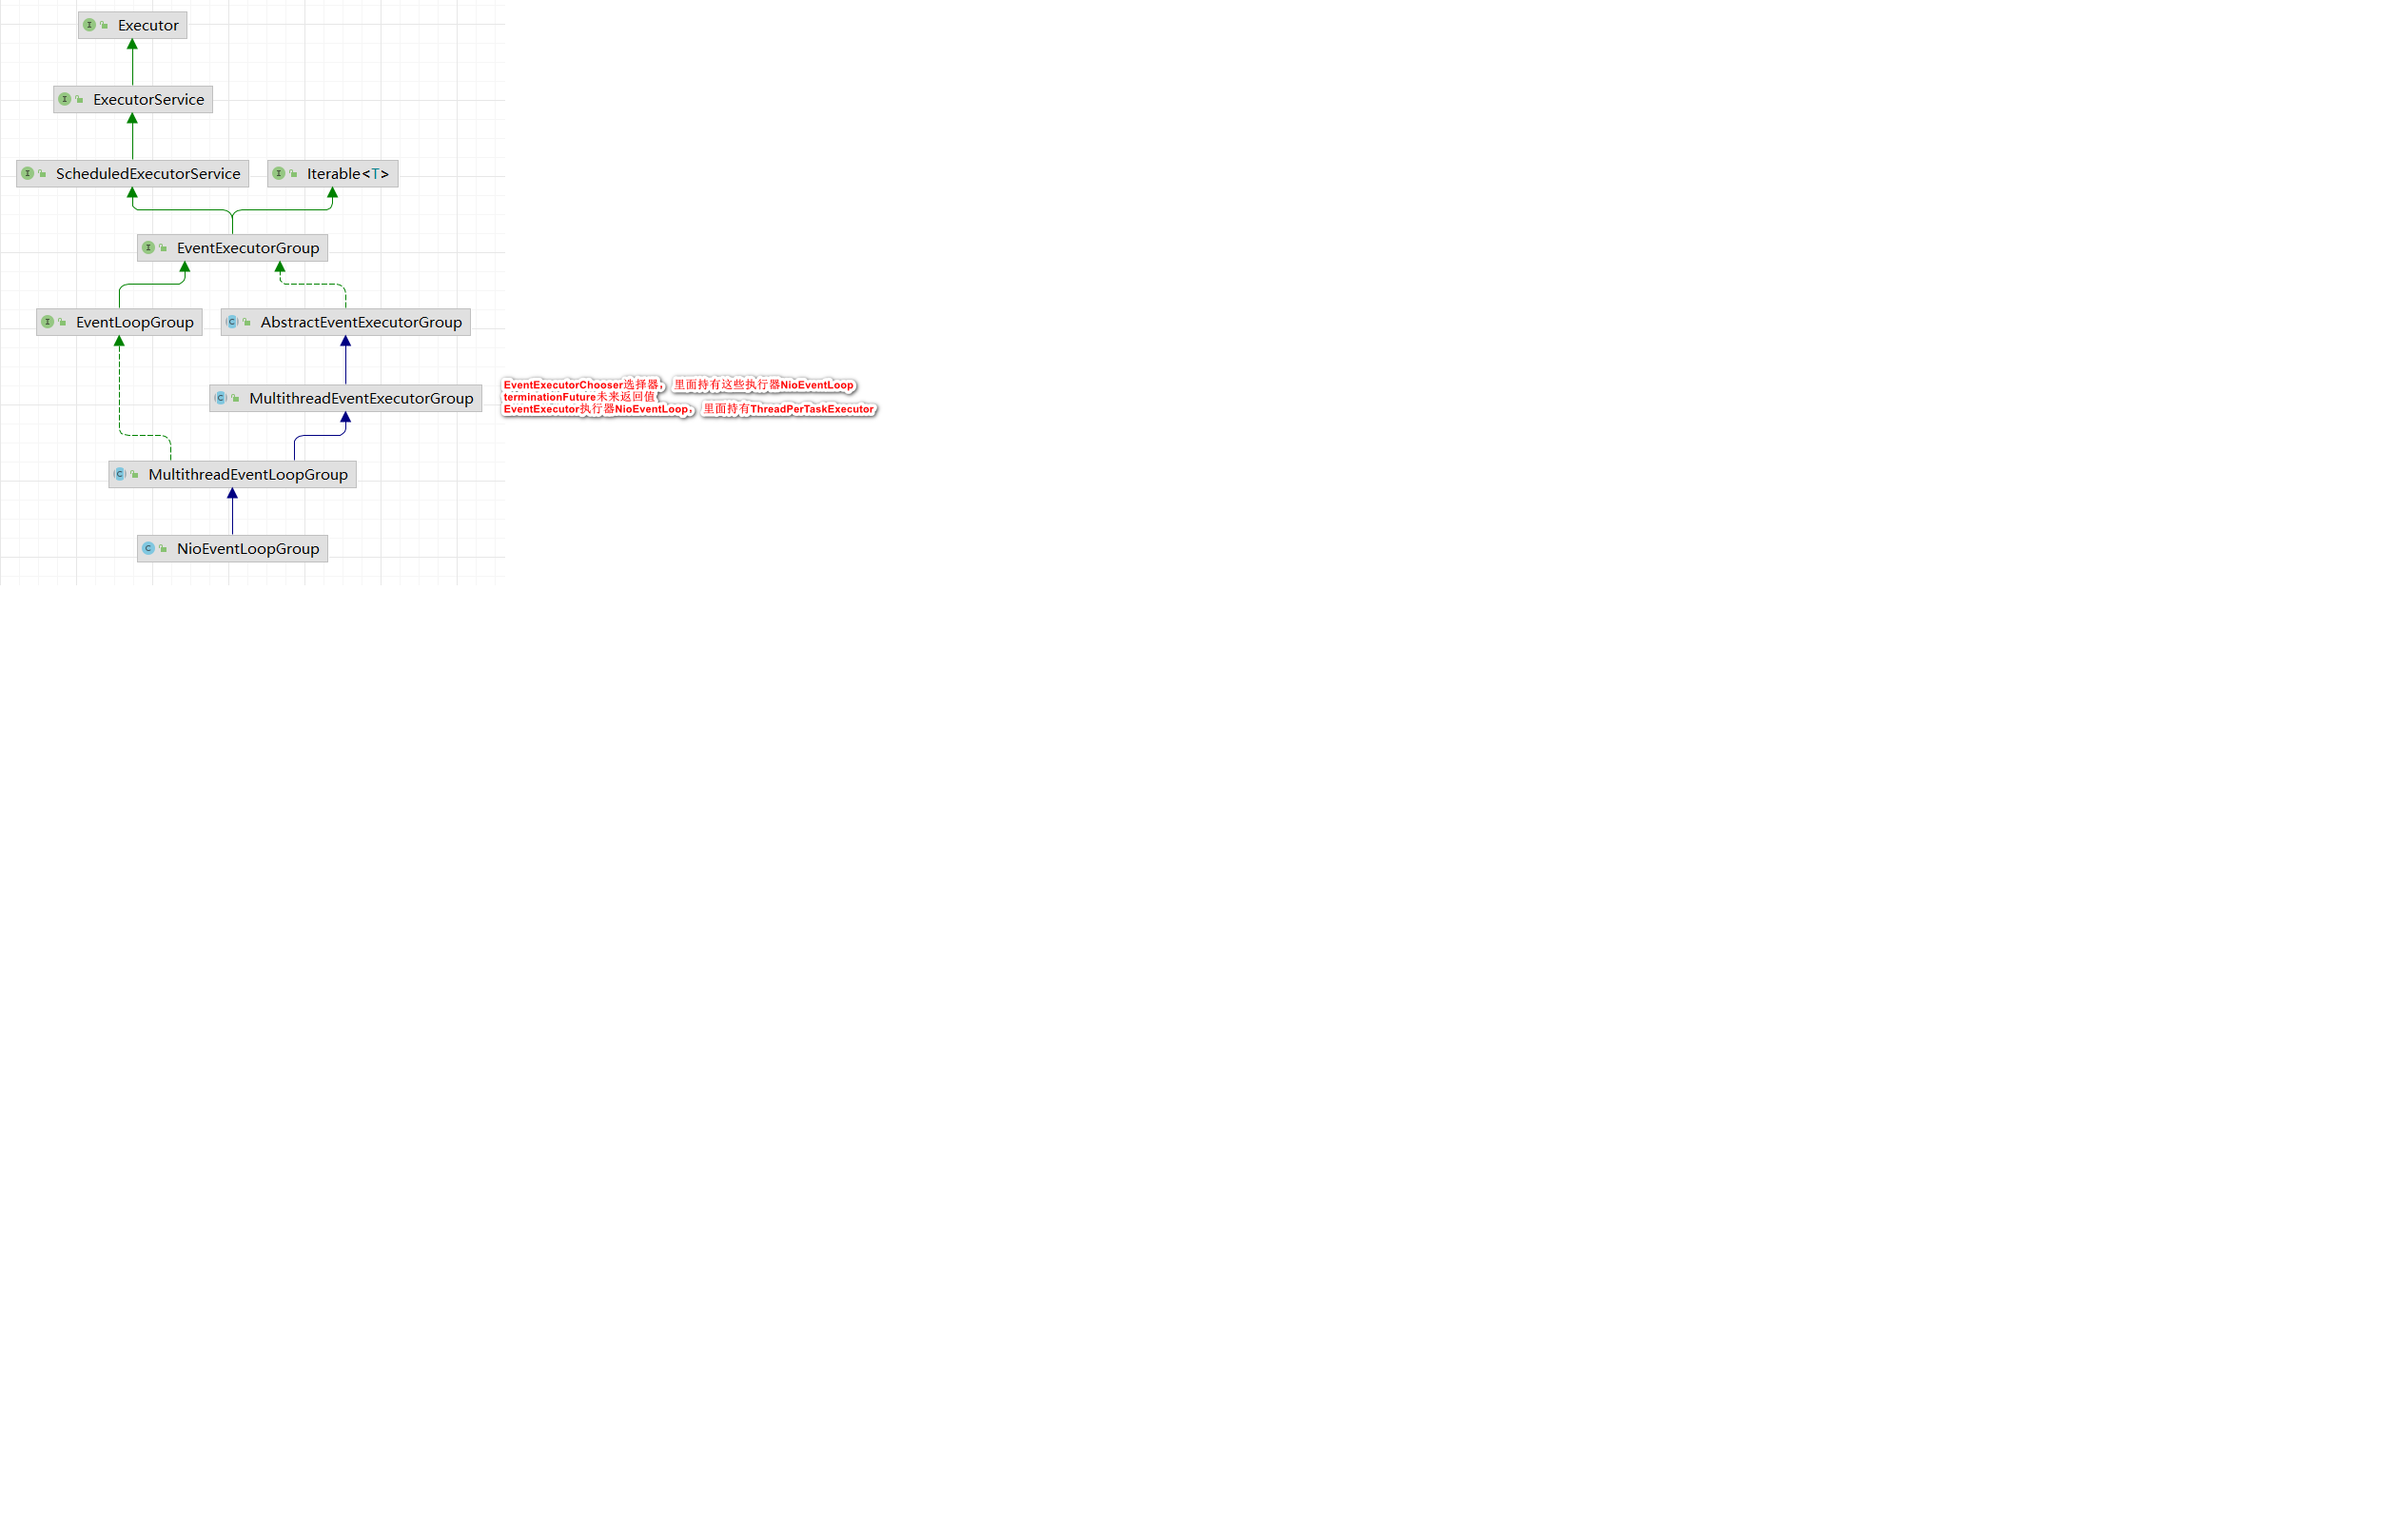 Executor
ExecutorService
ScheduledExecutorService
Iterable<T>
EventExecutorGroup
EventLoopGroup
AbstractEventExecutorGroup
MultithreadEventExecutorGroup
EventExecutorChooser选择器, 里面持有这些执行器NioEventLoop
terminationFuture未来返回值
EventExecutor执行器NioEventLoop, 里面持有ThreadPerTaskExecutor
MultithreadEventLoopGroup
NioEventLoopGroup